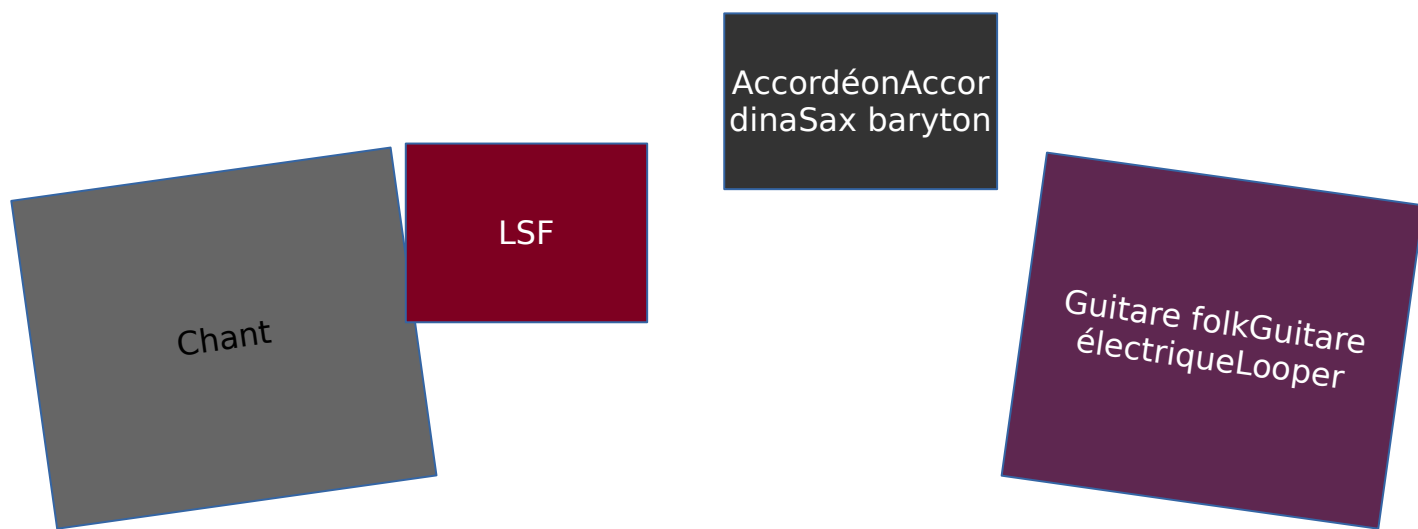 AccordéonAccor
dinaSax baryton
LSF
Chant
Guitare folkGuitare
électriqueLooper